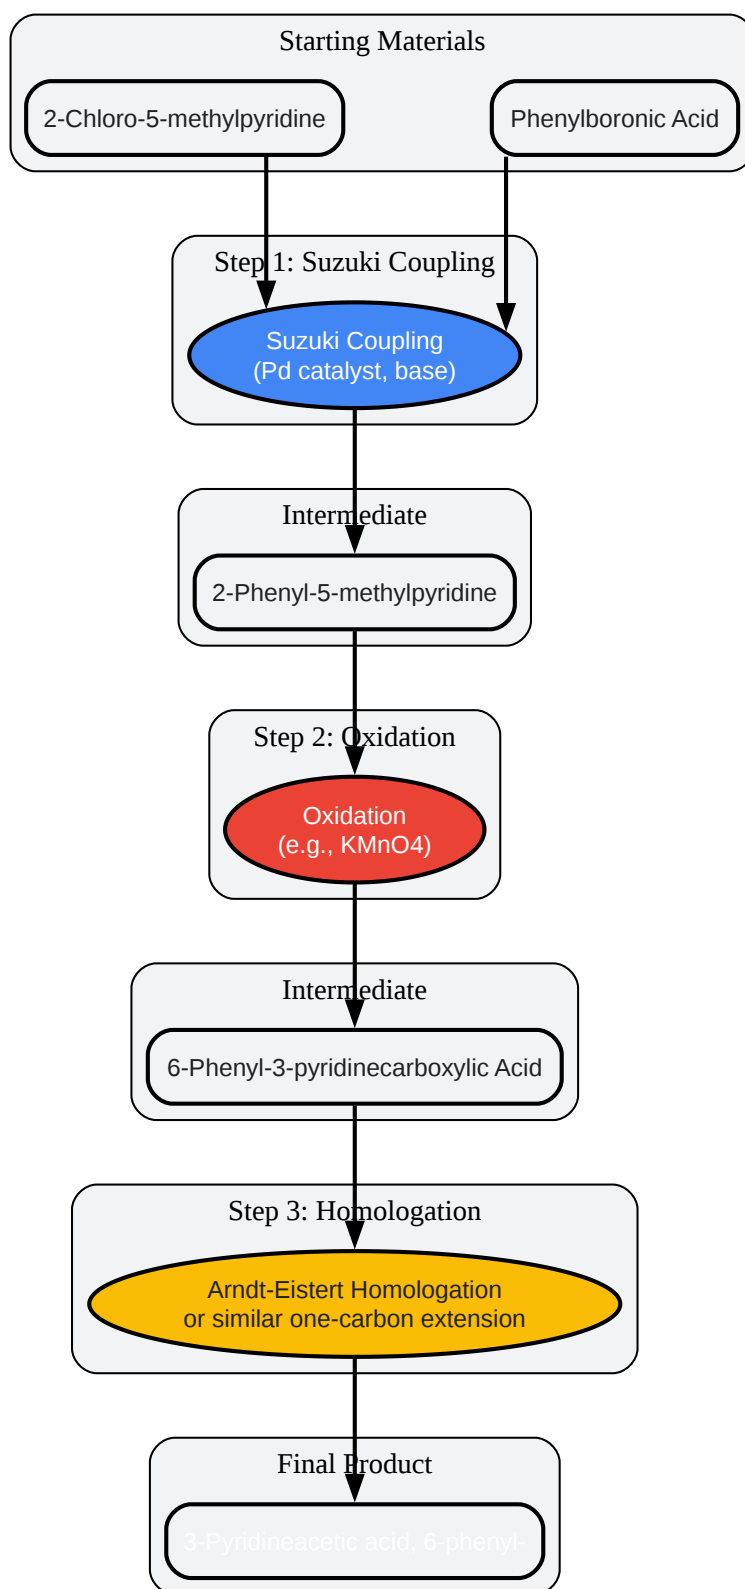 Starting Materials
2-Chloro-5-methylpyridine
Phenylboronic Acid
Step 1: Suzuki Coupling
Suzuki Coupling
(Pd catalyst, base)
Intermediate
2-Phenyl-5-methylpyridine
Step 2: Oxidation
Oxidation
(e.g., KMnO4)
Intermediate
6-Phenyl-3-pyridinecarboxylic Acid
Step 3: Homologation
Arndt-Eistert Homologation
or similar one-carbon extension
Final Product
3-Pyridineacetic acid, 6-phenyl-